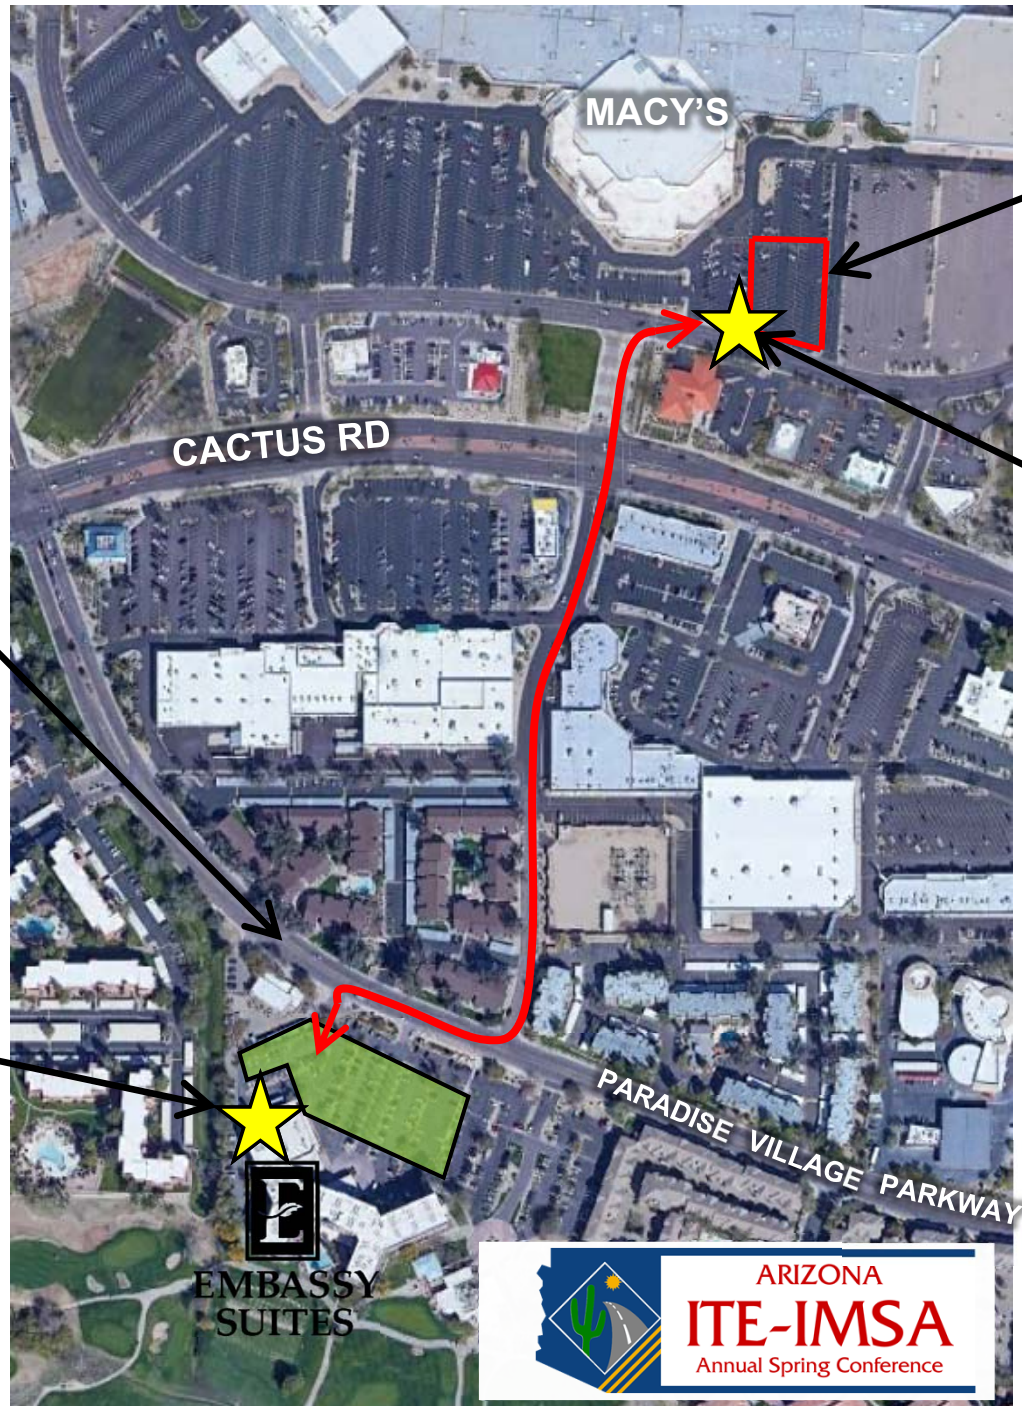 MACY'S
CACTUS RD
PARADISE VILLAGE PARKWAY
E
EMBASSY
SUITES
ARIZONA
ITE-IMSA
Annual Spring Conference